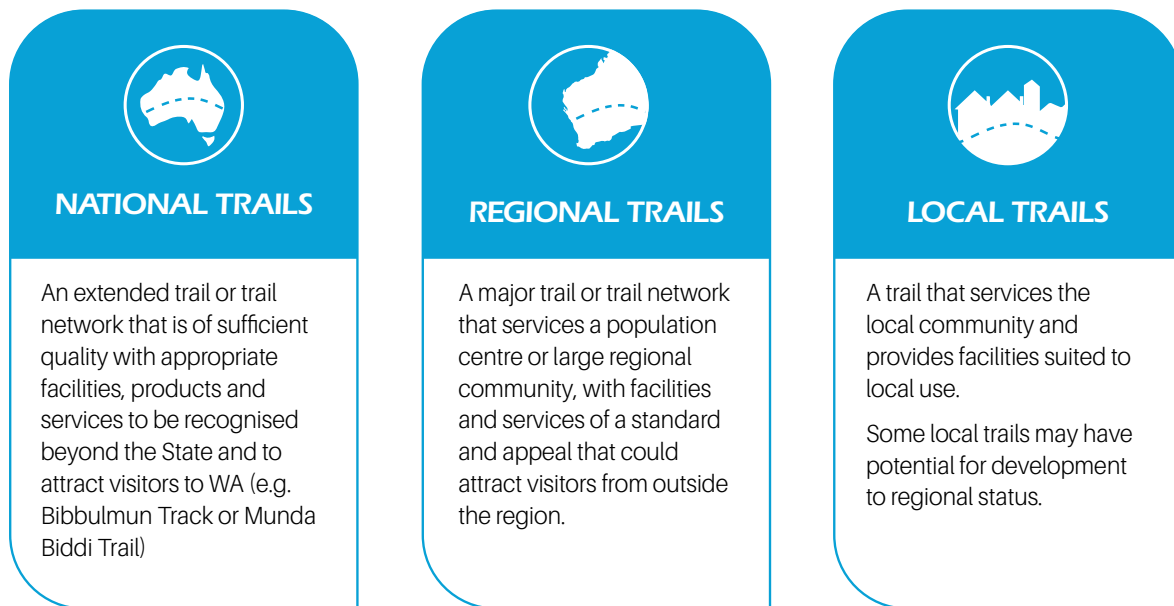 NATIONAL TRAILS
An extended trail or trail
network that is of sufficient
quality with appropriate
facilities, products and
services to be recognised
beyond the State and to
attract visitors to WA (e.g.
Bibbulmun Track or Munda
Biddi Trail)
REGIONAL TRAILS
A major trail or trail network
that services a population
centre or large regional
community, with facilities
and services of a standard
and appeal that could
attract visitors from outside
the region.
LOCAL TRAILS
A trail that services the
local community and
provides facilities suited to
local use.
Some local trails may have
potential for development
to regional status.